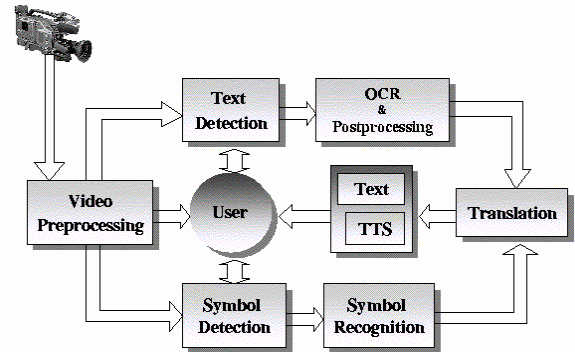 Text
Detection
OCR
&
Postprocessing
Video
Preprocessing
User
Text
TTS
Translation
Symbol
Detection
Symbol
Recognition